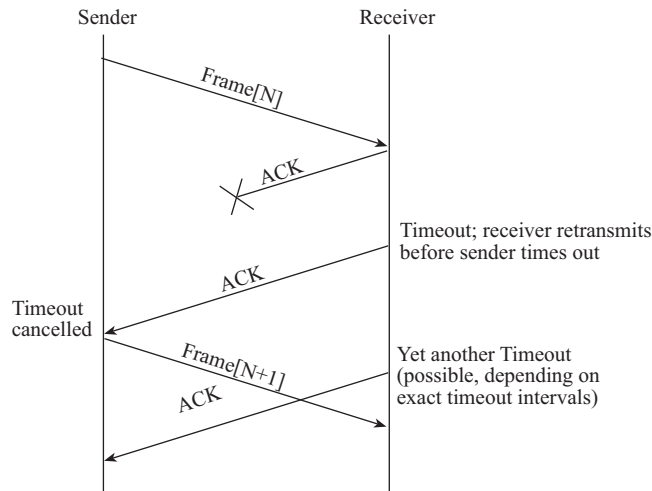 Sender
Receiver
Frame[N]
ACK
Timeout; receiver retransmits
before sender times out
ACK
Timeout
cancelled
Frame[N+1]
Yet another Timeout
(possible, depending on
exact timeout intervals)
ACK